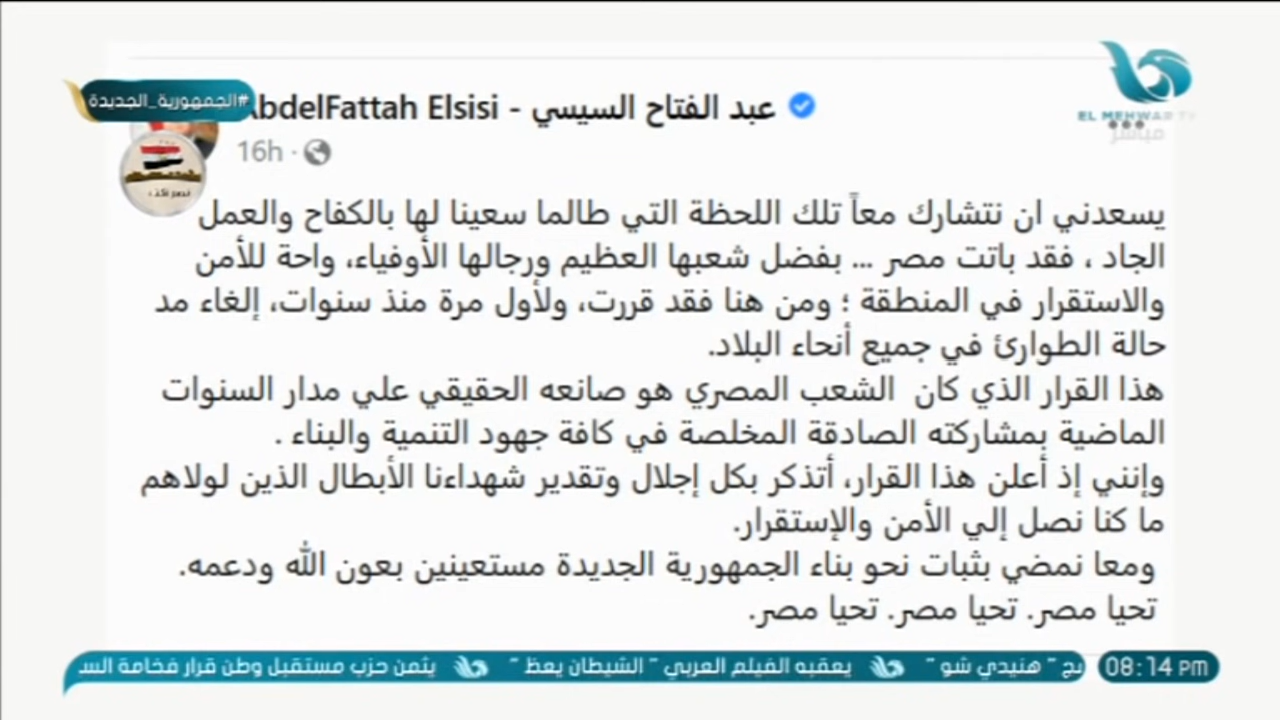 #الجمهورية_الجديدة
EL MEHWAR TV
مباشر
AbdelFattah Elsisi - عبد الفتاح السيسي
16h
يسعدني ان نتشارك معاً تلك اللحظة التي طالما سعينا لها بالكفاح والعمل
الجاد ، فقد باتت مصر ... بفضل شعبها العظيم ورجالها الأوفياء، واحة للأمن
والاستقرار في المنطقة ؛ ومن هنا فقد قررت، ولأول مرة منذ سنوات، إلغاء مد
حالة الطوارئ في جميع أنحاء البلاد.
هذا القرار الذي كان الشعب المصري هو صانعه الحقيقي علي مدار السنوات
الماضية بمشاركته الصادقة المخلصة في كافة جهود التنمية والبناء .
وإنني إذ أعلن هذا القرار، أتذكر بكل إجلال وتقدير شهداءنا الأبطال الذين لولاهم
ما كنا نصل إلي الأمن والإستقرار.
ومعا نمضي بثبات نحو بناء الجمهورية الجديدة مستعينين بعون الله ودعمه.
تحيا مصر. تحيا مصر. تحيا مصر.
" هنيدي شو " يعقبه الفيلم العربي " الشيطان يعظ " يثمن حزب مستقبل وطن قرار فخامة
08:14 PM